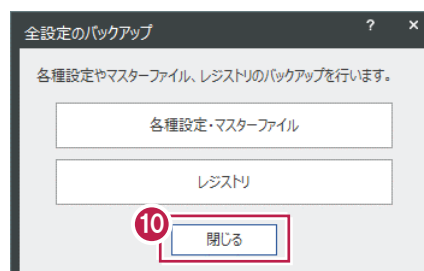 全設定のバックアップ ? ×
各種設定やマスターファイル、レジストリのバックアップを行います。
各種設定・マスターファイル
レジストリ
10 閉じる